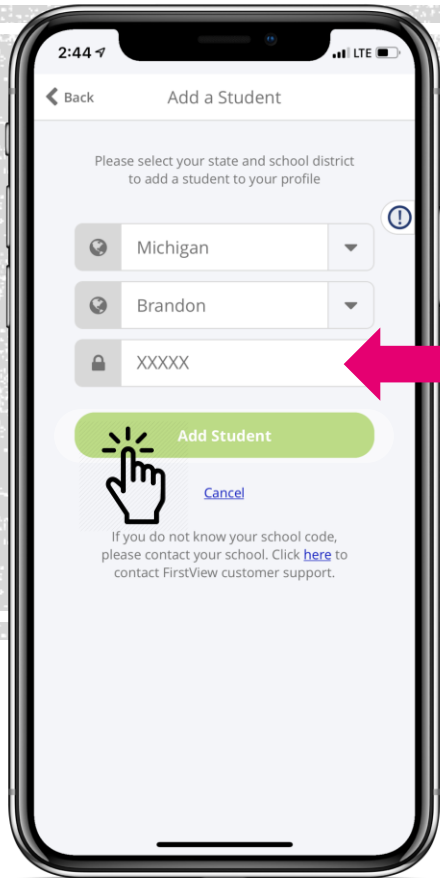 2:44 LTE
Back Add a Student
Please select your state and school district
to add a student to your profile
Michigan
Brandon
XXXXX
Add Student
Cancel
If you do not know your school code,
please contact your school. Click here to
contact FirstView customer support.